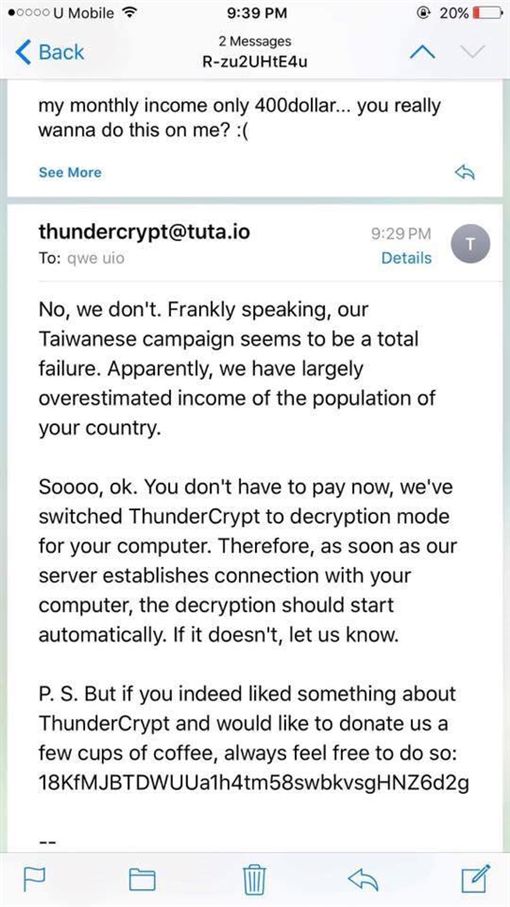 U Mobile 9:39 PM 20%
Back
2 Messages
R-zu2UHtE4u
my monthly income only 400dollar... you really
wanna do this on me? :(
See More
thundercrypt@tuta.io 9:29 PM T
To: qwe uio Details
No, we don't. Frankly speaking, our
Taiwanese campaign seems to be a total
failure. Apparently, we have largely
overestimated income of the population of
your country.
Soooo, ok. You don't have to pay now, we've
switched ThunderCrypt to decryption mode
for your computer. Therefore, as soon as our
server establishes connection with your
computer, the decryption should start
automatically. If it doesn't, let us know.
P. S. But if you indeed liked something about
ThunderCrypt and would like to donate us a
few cups of coffee, always feel free to do so:
18KfMJBTDWUUa1h4tm58swbkvsgHNZ6d2g
--